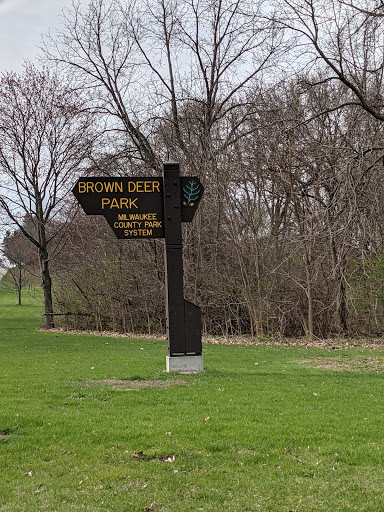 BROWN DEER
PARK
MILWAUKEE
COUNTY PARK
SYSTEM